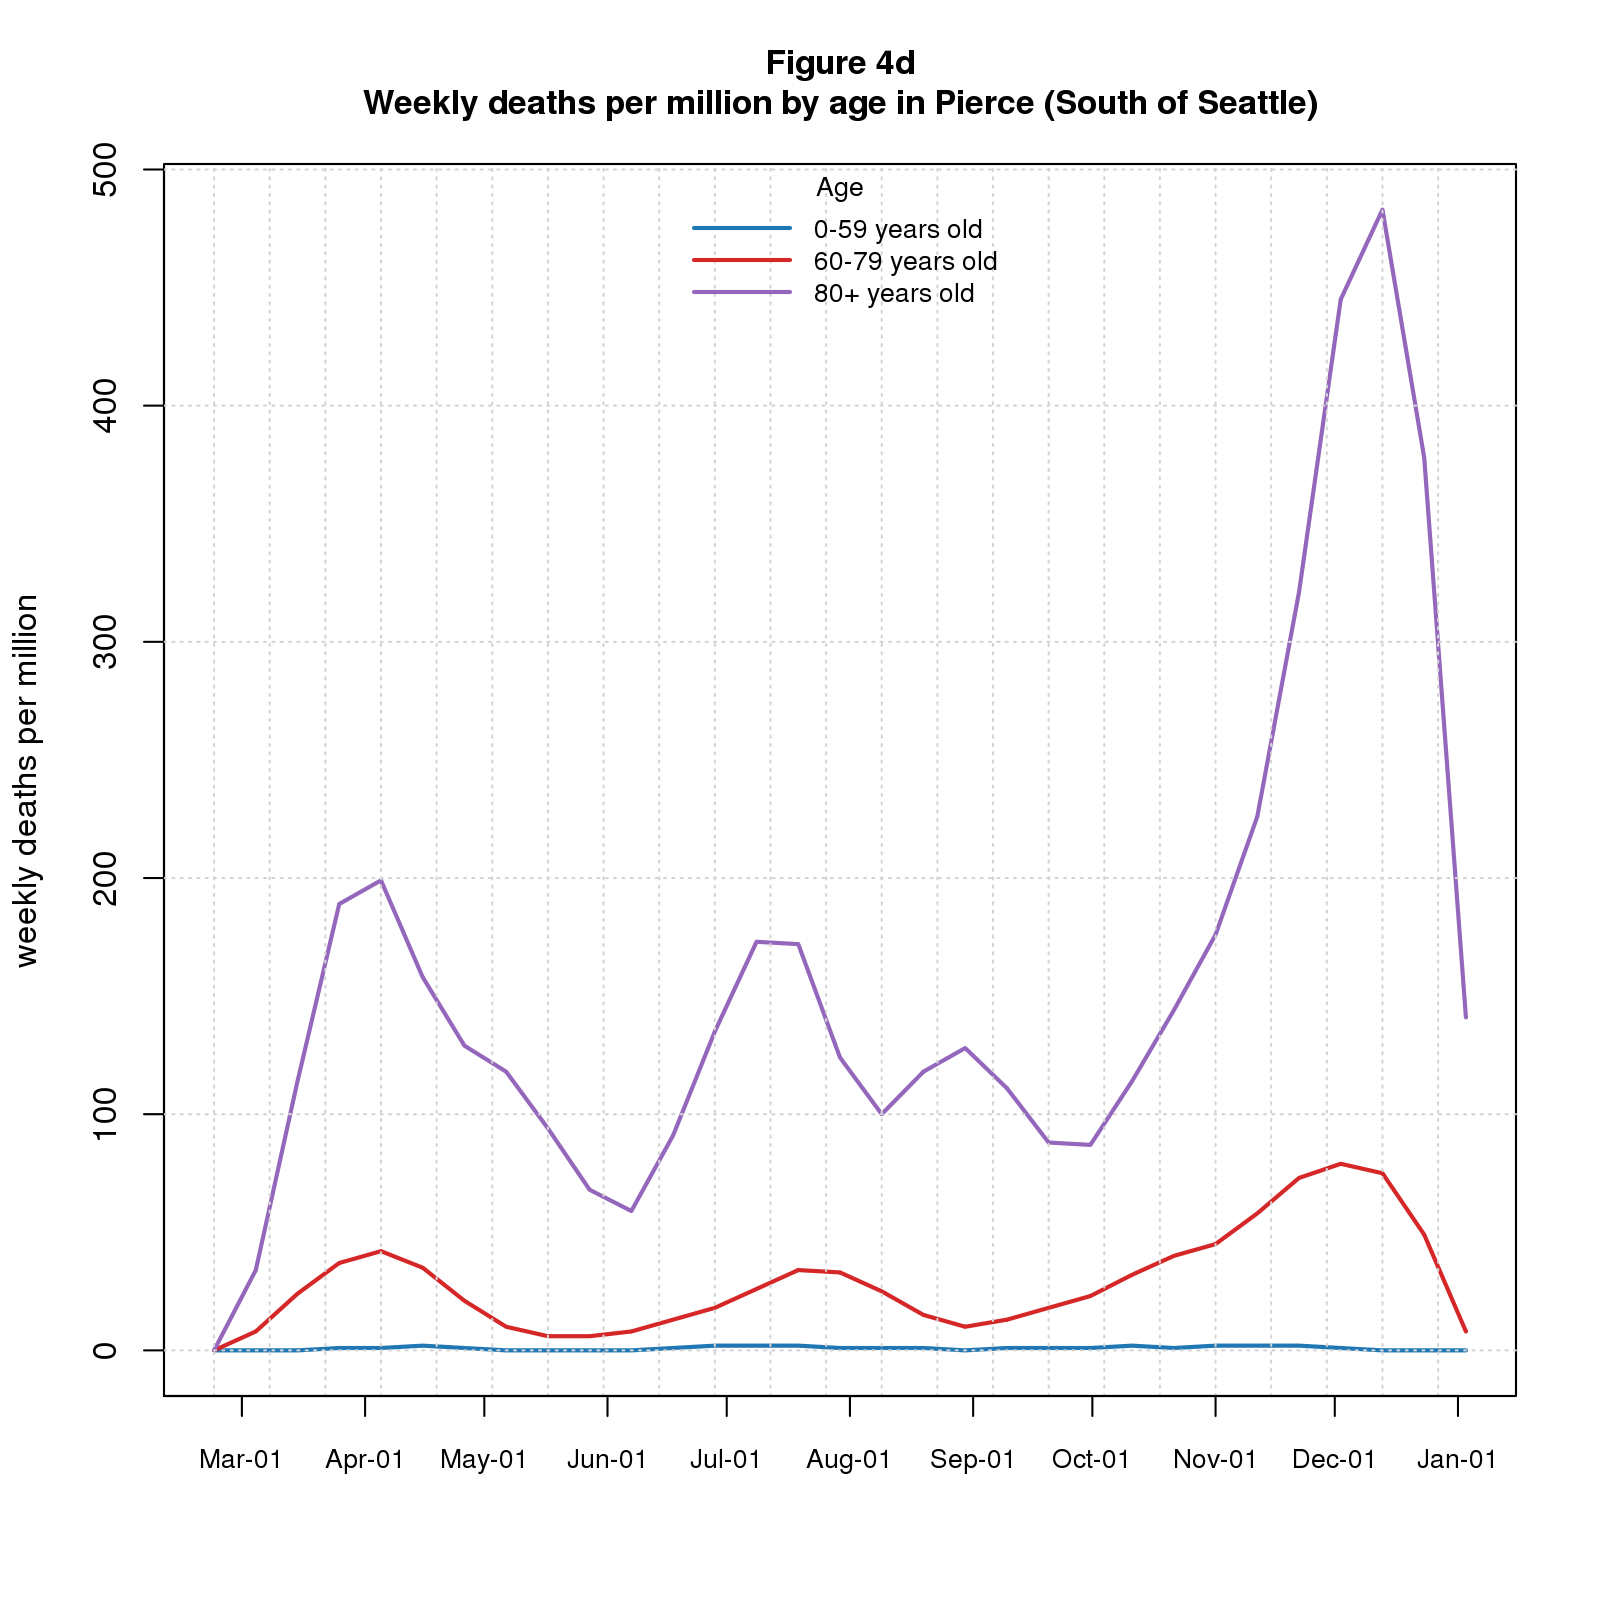 Figure 4d
Weekly deaths per million by age in Pierce (South of Seattle)
weekly deaths per million
500
400
300
200
100
0
Age
0-59 years old
60-79 years old
80+ years old
Mar-01 Apr-01 May-01 Jun-01 Jul-01 Aug-01 Sep-01 Oct-01 Nov-01 Dec-01 Jan-01